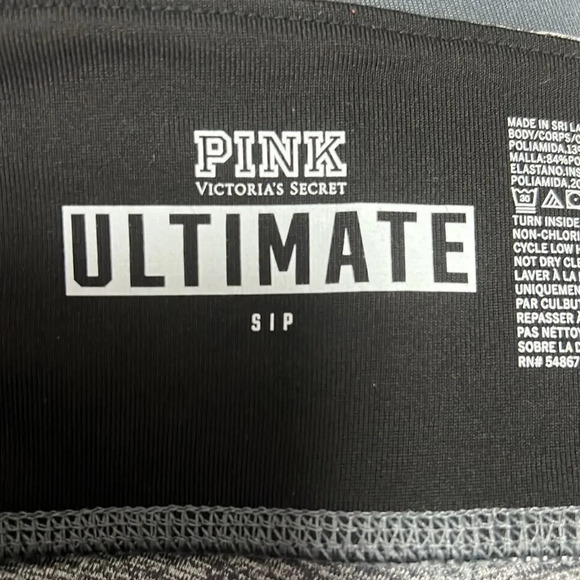 PINK
VICTORIA'S SECRET
ULTIMATE
S|P
MADE IN SRI
BODY/CORPS/
POLIAMIDA.13
MALLA:84%PO
ELASTANO.INS
POLIAMIDA,20
30
TURN INSIDE
NON-CHLORI
CYCLE LOW H
NOT DRY CLE
LAVER À LA
UNIQUEMEN
PAR CULBUT
REPASSER
PAS NETTOY
SOBRE LA D
RN# 54867